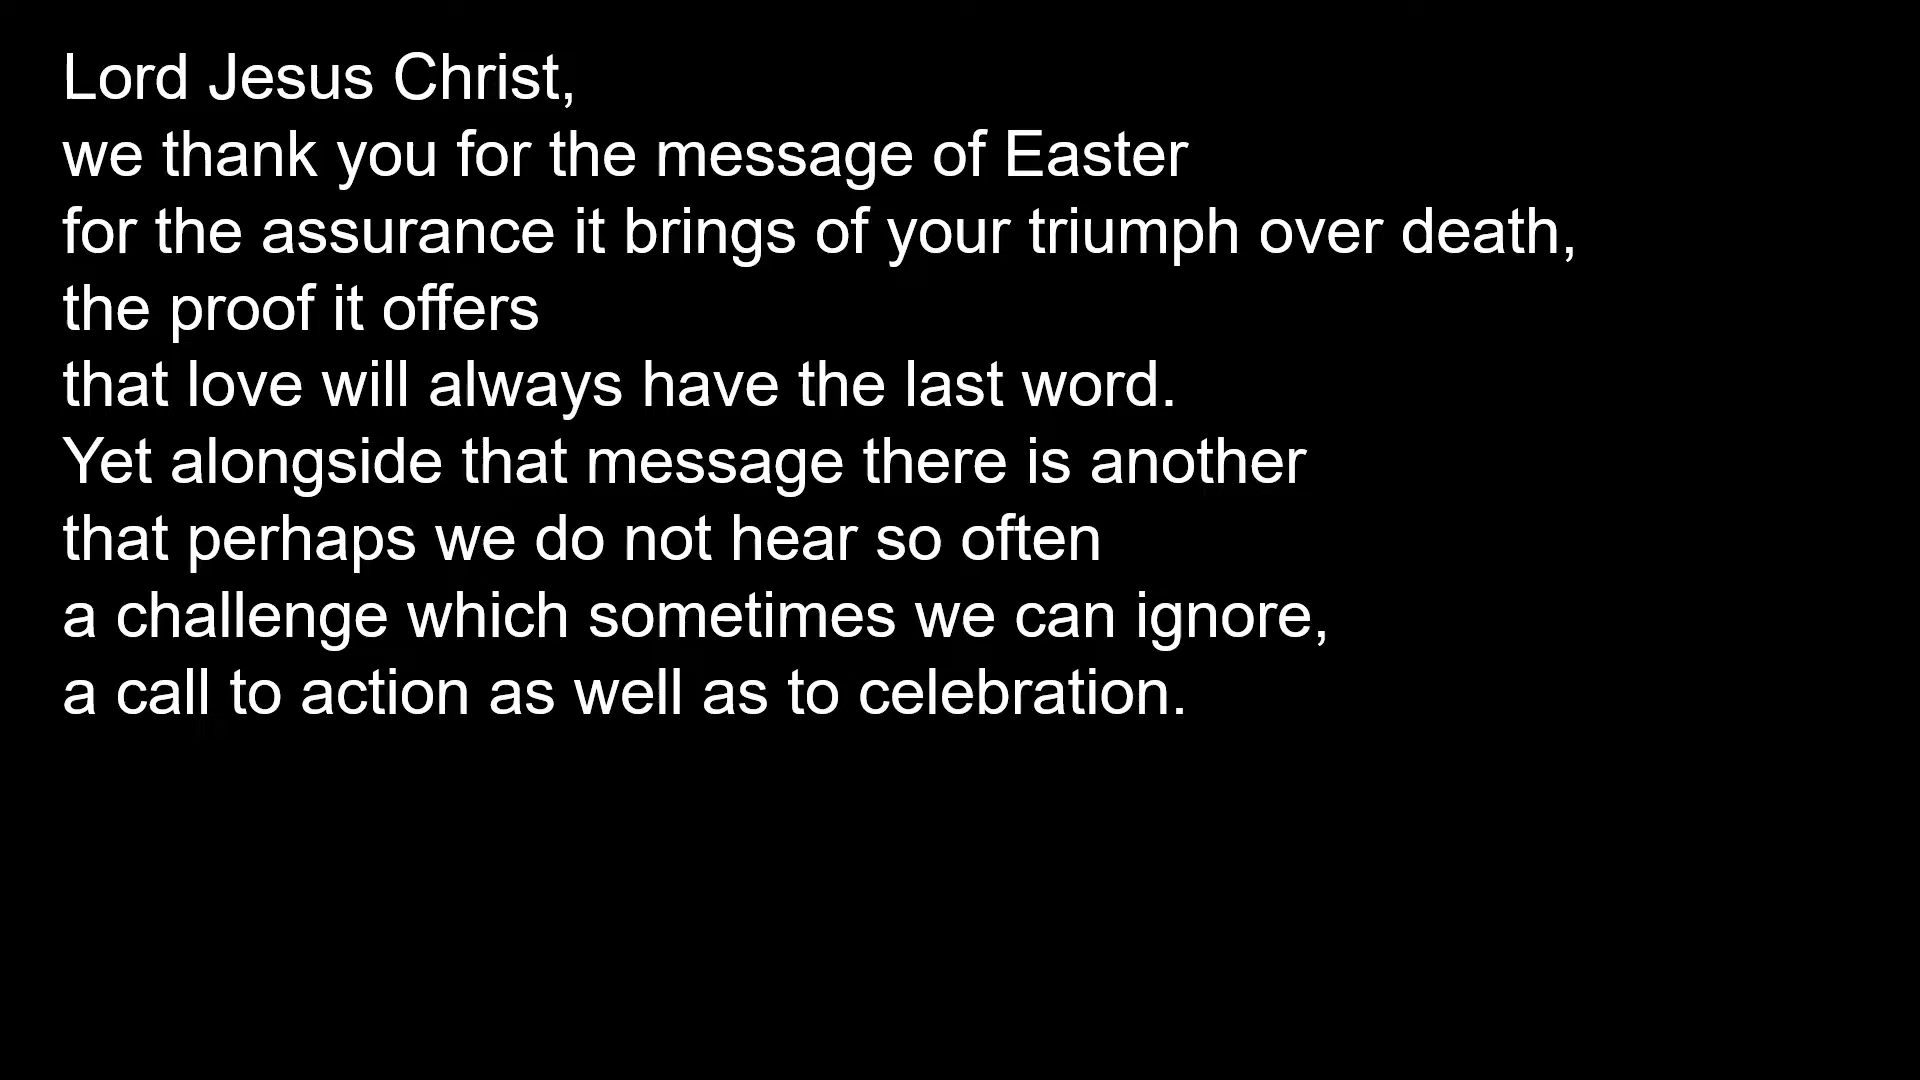 Lord Jesus Christ,
we thank you for the message of Easter
for the assurance it brings of your triumph over death,
the proof it offers
that love will always have the last word.
Yet alongside that message there is another
that perhaps we do not hear so often
a challenge which sometimes we can ignore,
a call to action as well as to celebration.